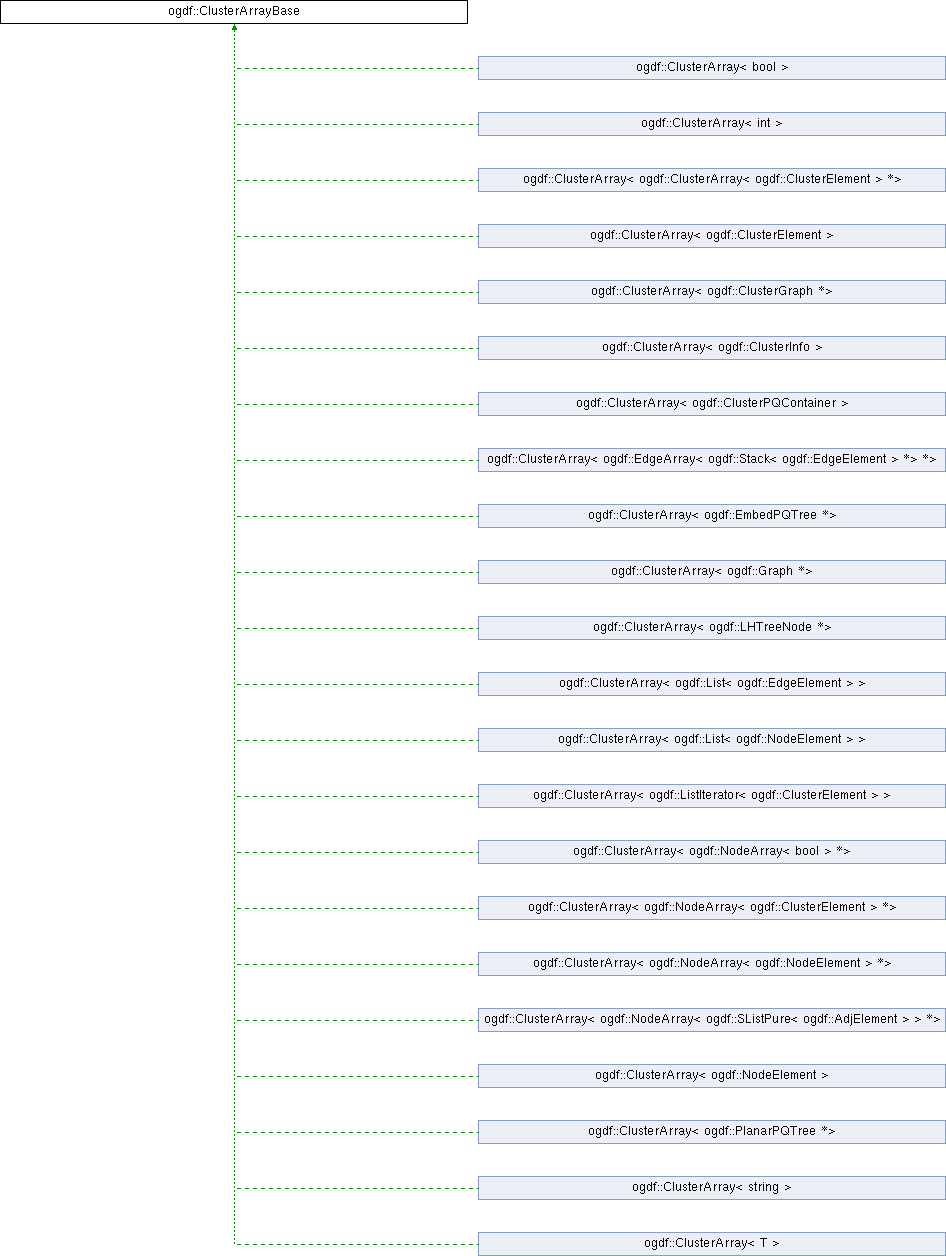 ogdf::ClusterArrayBase
ogdf::ClusterArray< bool >
ogdf::ClusterArray< int >
ogdf::ClusterArray< ogdf::ClusterArray< ogdf::ClusterElement > *>
ogdf::ClusterArray< ogdf::ClusterElement >
ogdf::ClusterArray< ogdf::ClusterGraph *>
ogdf::ClusterArray< ogdf::ClusterInfo >
ogdf::ClusterArray< ogdf::ClusterPQContainer >
ogdf::ClusterArray< ogdf::EdgeArray< ogdf::Stack< ogdf::EdgeElement > *> *>
ogdf::ClusterArray< ogdf::EmbedPQTree *>
ogdf::ClusterArray< ogdf::Graph *>
ogdf::ClusterArray< ogdf::LHTreeNode *>
ogdf::ClusterArray< ogdf::List< ogdf::EdgeElement > >
ogdf::ClusterArray< ogdf::List< ogdf::NodeElement > >
ogdf::ClusterArray< ogdf::ListIterator< ogdf::ClusterElement > >
ogdf::ClusterArray< ogdf::NodeArray< bool > *>
ogdf::ClusterArray< ogdf::NodeArray< ogdf::ClusterElement > *>
ogdf::ClusterArray< ogdf::NodeArray< ogdf::NodeElement > *>
ogdf::ClusterArray< ogdf::NodeArray< ogdf::SListPure< ogdf::AdjElement > > *>
ogdf::ClusterArray< ogdf::NodeElement >
ogdf::ClusterArray< ogdf::PlanarPQTree *>
ogdf::ClusterArray< string >
ogdf::ClusterArray< T >